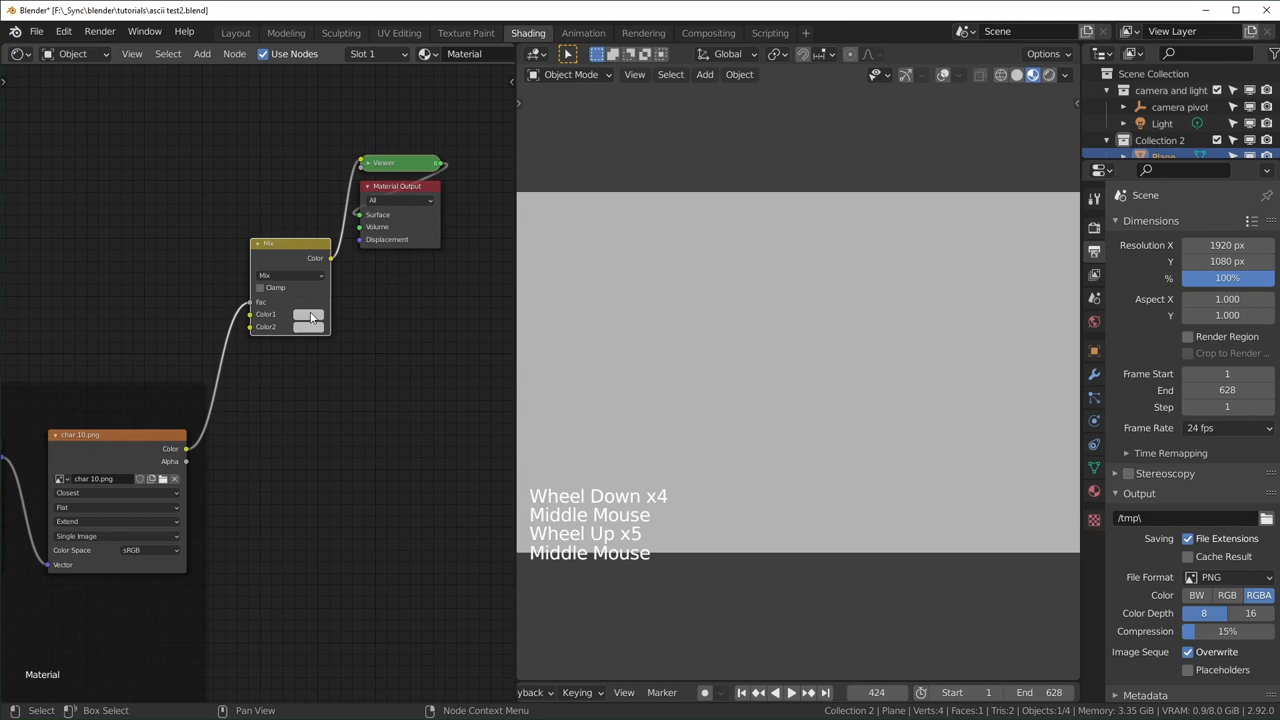 Blender* [F:\_Sync\blender\tutorials\ascii test2.blend]
File Edit Render Window Help Layout Modeling Sculpting UV Editing Texture Paint Shading Animation Rendering Compositing Scripting + Scene View Layer
Object View Select Add Node Use Nodes Slot 1 Material Global Options
Object Mode View Select Add Object
Scene Collection
camera and light
camera pivot
Light
Collection 2
Plane
Viewer
Material Output
All
Surface
Volume
Displacement
Mix
Color
Mix
Clamp
Fac
Color1
Color2
char 10.png
Color
Alpha
char 10.png
Closest
Flat
Extend
Single Image
Color Space sRGB
Vector
Material
Wheel Down x4
Middle Mouse
Wheel Up x5
Middle Mouse
Scene
Dimensions
Resolution X 1920 px
Y 1080 px
% 100%
Aspect X 1.000
Y 1.000
Render Region
Crop to Render ...
Frame Start 1
End 628
Step 1
Frame Rate 24 fps
Time Remapping
Stereoscopy
Output
/tmp\
Saving File Extensions
Cache Result
File Format PNG
Color BW RGB RGBA
Color Depth 8 16
Compression 15%
Image Seque Overwrite
Placeholders
Metadata
yback Keying View Marker 424 Start 1 End 628
Select Box Select Pan View Node Context Menu Collection 2 | Plane | Verts:4 | Faces:1 | Tris:2 | Objects:1/4 | Memory: 3.35 GiB | VRAM: 0.9/8.0 GiB | 2.92.0